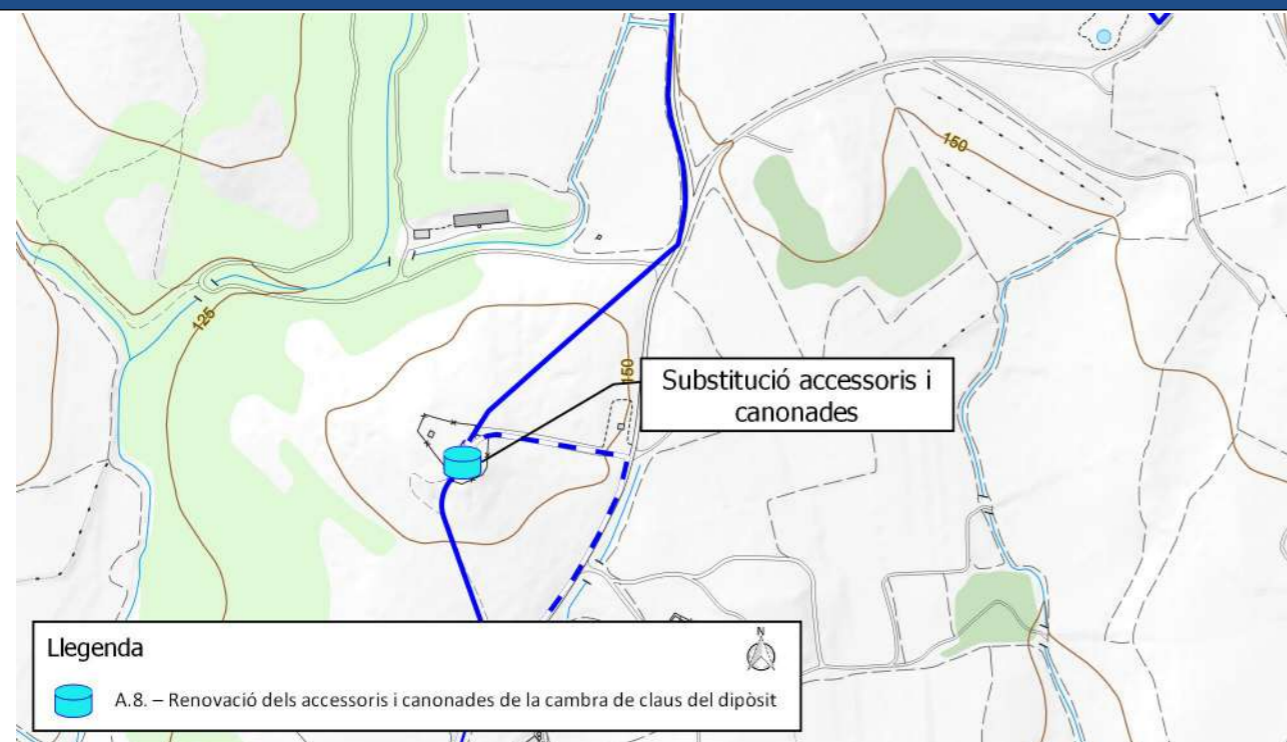 150
125
150
Substitució accessoris i
canonades
Llegenda
N
A.8. – Renovació dels accessoris i canonades de la cambra de claus del dipòsit